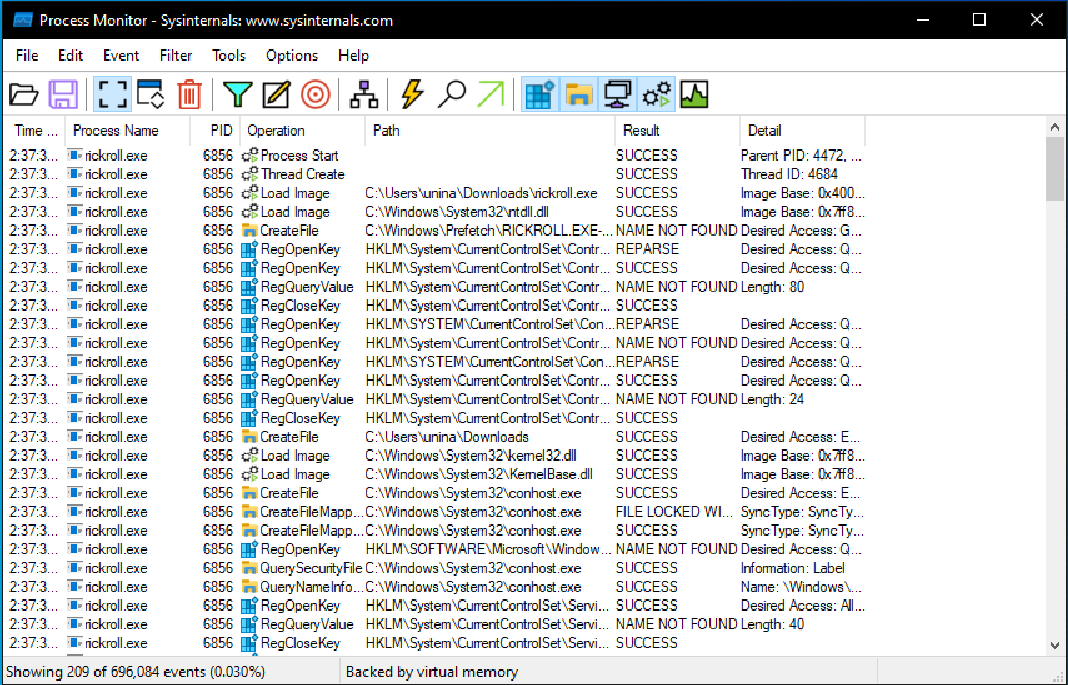 Process Monitor - Sysinternals: www.sysinternals.com
File Edit Event Filter Tools Options Help
Time ... Process Name PID Operation Path Result Detail
2:37:3... rickroll.exe 6856 Process Start SUCCESS Parent PID: 4472, ...
2:37:3... rickroll.exe 6856 Thread Create SUCCESS Thread ID: 4684
2:37:3... rickroll.exe 6856 Load Image C:\Users\unina\Downloads\rickroll.exe SUCCESS Image Base: 0x400...
2:37:3... rickroll.exe 6856 Load Image C:\Windows\System32\ntdll.dll SUCCESS Image Base: 0x7ff8...
2:37:3... rickroll.exe 6856 CreateFile C:\Windows\Prefetch\RICKROLL.EXE-... NAME NOT FOUND Desired Access: G...
2:37:3... rickroll.exe 6856 RegOpenKey HKLM\System\CurrentControlSet\Contr... REPARSE Desired Access: Q...
2:37:3... rickroll.exe 6856 RegOpenKey HKLM\System\CurrentControlSet\Contr... SUCCESS Desired Access: Q...
2:37:3... rickroll.exe 6856 RegQueryValue HKLM\System\CurrentControlSet\Contr... NAME NOT FOUND Length: 80
2:37:3... rickroll.exe 6856 RegCloseKey HKLM\System\CurrentControlSet\Contr... SUCCESS
2:37:3... rickroll.exe 6856 RegOpenKey HKLM\SYSTEM\CurrentControlSet\Con... REPARSE Desired Access: Q...
2:37:3... rickroll.exe 6856 RegOpenKey HKLM\System\CurrentControlSet\Contr... NAME NOT FOUND Desired Access: Q...
2:37:3... rickroll.exe 6856 RegOpenKey HKLM\SYSTEM\CurrentControlSet\Con... REPARSE Desired Access: Q...
2:37:3... rickroll.exe 6856 RegOpenKey HKLM\System\CurrentControlSet\Contr... SUCCESS Desired Access: Q...
2:37:3... rickroll.exe 6856 RegQueryValue HKLM\System\CurrentControlSet\Contr... NAME NOT FOUND Length: 24
2:37:3... rickroll.exe 6856 RegCloseKey HKLM\System\CurrentControlSet\Contr... SUCCESS
2:37:3... rickroll.exe 6856 CreateFile C:\Users\unina\Downloads SUCCESS Desired Access: E...
2:37:3... rickroll.exe 6856 Load Image C:\Windows\System32\kernel32.dll SUCCESS Image Base: 0x7ff8...
2:37:3... rickroll.exe 6856 Load Image C:\Windows\System32\KernelBase.dll SUCCESS Image Base: 0x7ff8...
2:37:3... rickroll.exe 6856 CreateFile C:\Windows\System32\conhost.exe SUCCESS Desired Access: E...
2:37:3... rickroll.exe 6856 CreateFileMapp... C:\Windows\System32\conhost.exe FILE LOCKED WI... SyncType: SyncTy...
2:37:3... rickroll.exe 6856 CreateFileMapp... C:\Windows\System32\conhost.exe SUCCESS SyncType: SyncTy...
2:37:3... rickroll.exe 6856 RegOpenKey HKLM\SOFTWARE\Microsoft\Window... NAME NOT FOUND Desired Access: Q...
2:37:3... rickroll.exe 6856 QuerySecurityFile C:\Windows\System32\conhost.exe SUCCESS Information: Label
2:37:3... rickroll.exe 6856 QueryNameInfo... C:\Windows\System32\conhost.exe SUCCESS Name: \Windows\...
2:37:3... rickroll.exe 6856 RegOpenKey HKLM\System\CurrentControlSet\Servi... SUCCESS Desired Access: All...
2:37:3... rickroll.exe 6856 RegQueryValue HKLM\System\CurrentControlSet\Servi... NAME NOT FOUND Length: 40
2:37:3... rickroll.exe 6856 RegCloseKey HKLM\System\CurrentControlSet\Servi... SUCCESS
Showing 209 of 696,084 events (0.030%) Backed by virtual memory